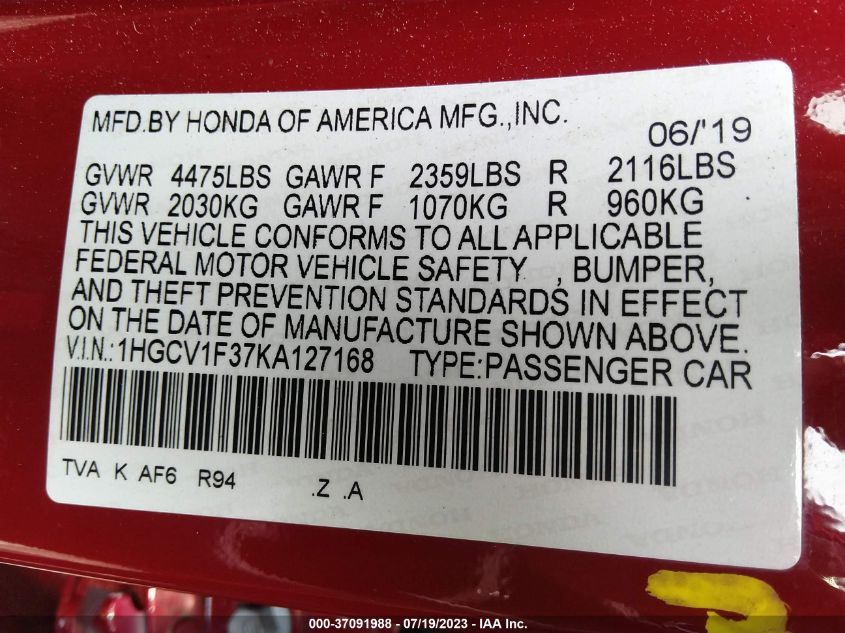 MFD.BY HONDA OF AMERICA MFG.,INC. 06/'19
GVWR 4475LBS GAWR F 2359LBS R 2116LBS
GVWR 2030KG GAWR F 1070KG R 960KG
THIS VEHICLE CONFORMS TO ALL APPLICABLE
FEDERAL MOTOR VEHICLE SAFETY , BUMPER,
AND THEFT PREVENTION STANDARDS IN EFFECT
ON THE DATE OF MANUFACTURE SHOWN ABOVE.
V.I.N.:1HGCV1F37KA127168 TYPE:PASSENGER CAR
TVA K AF6 R94 .Z .A
000-37091988 - 07/19/2023 - IAA Inc.